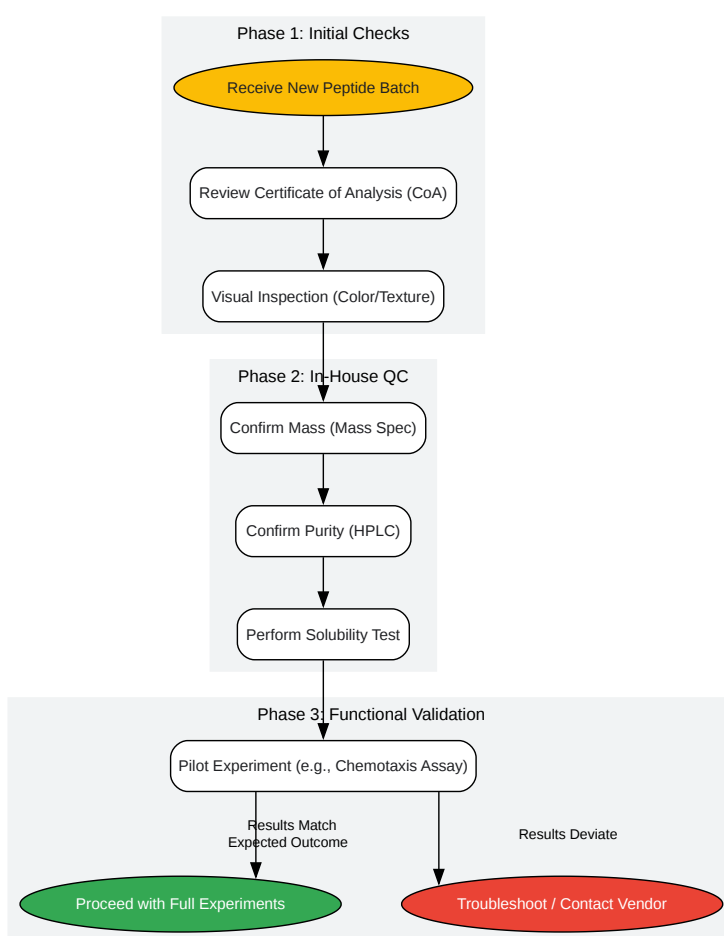 Phase 1: Initial Checks
Receive New Peptide Batch
Review Certificate of Analysis (CoA)
Visual Inspection (Color/Texture)
Phase 2: In-House QC
Confirm Mass (Mass Spec)
Confirm Purity (HPLC)
Perform Solubility Test
Phase 3: Functional Validation
Pilot Experiment (e.g., Chemotaxis Assay)
Results Match
Expected Outcome
Results Deviate
Proceed with Full Experiments
Troubleshoot / Contact Vendor